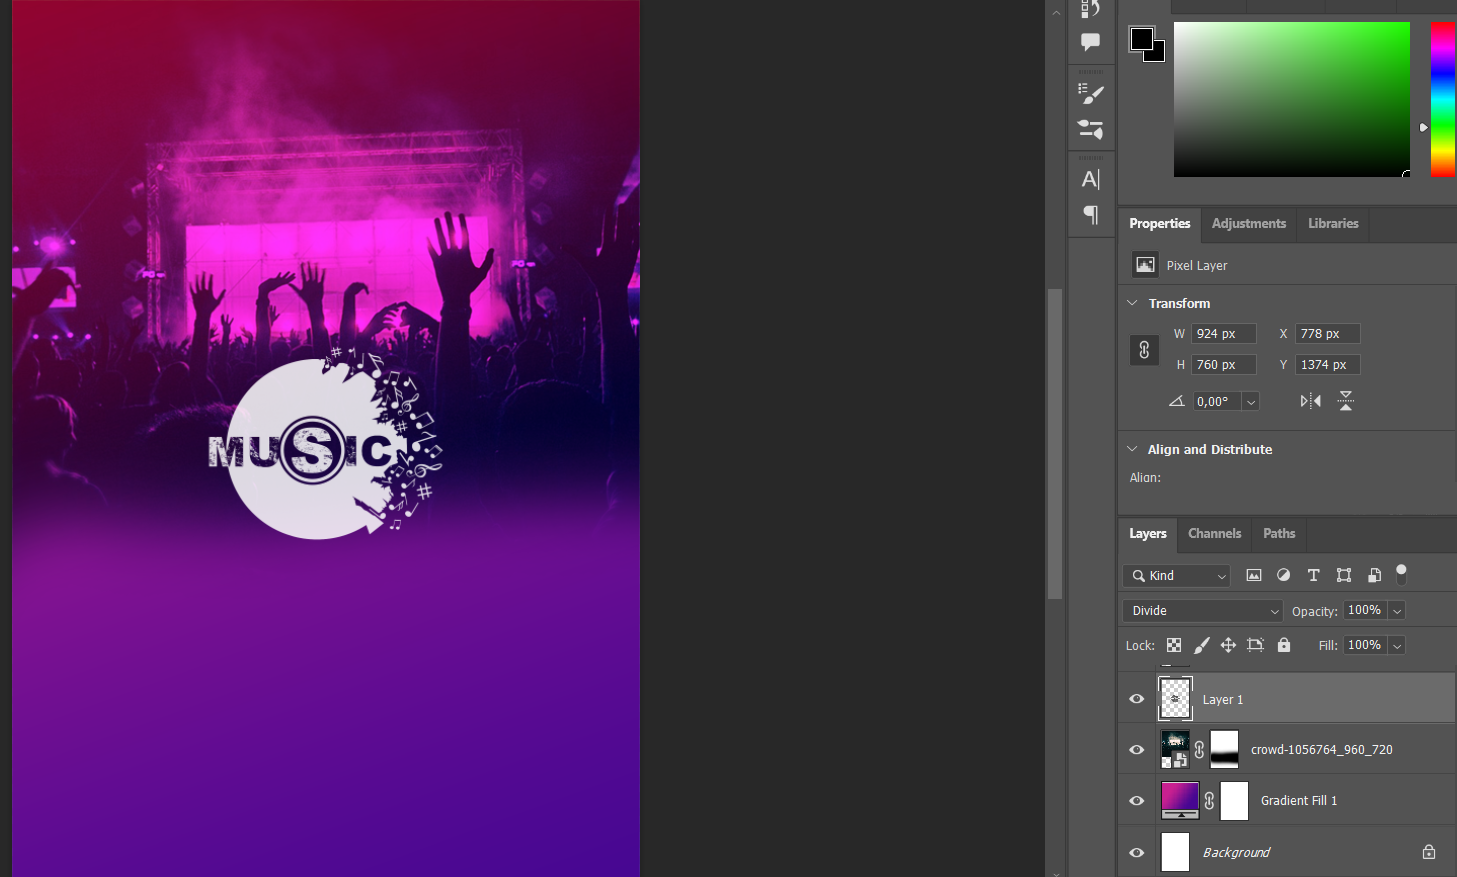 MUSIC
Properties
Adjustments
Libraries
Pixel Layer
Transform
W 924 px X 778 px
H 760 px Y 1374 px
0,00°
Align and Distribute
Align:
Layers
Channels
Paths
Kind
Divide
Opacity: 100%
Lock:
Fill: 100%
Layer 1
crowd-1056764_960_720
Gradient Fill 1
Background